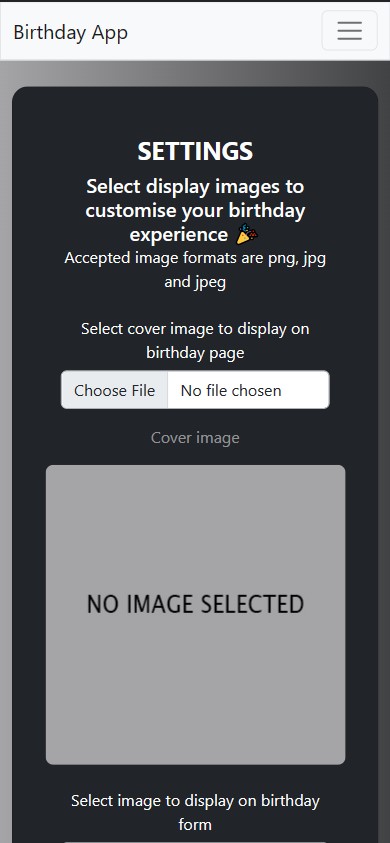 Birthday App
SETTINGS
Select display images to
customise your birthday
experience 🎉
Accepted image formats are png, jpg
and jpeg
Select cover image to display on
birthday page
Choose File No file chosen
Cover image
NO IMAGE SELECTED
Select image to display on birthday
form